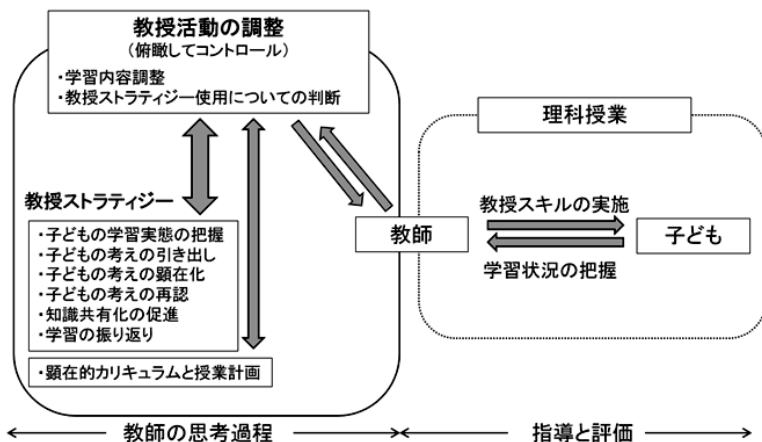 教授活動の調整
（俯瞰してコントロール）
・学習内容調整
・教授ストラティジー使用についての判断
教授ストラティジー
・子どもの学習実態の把握
・子どもの考えの引き出し
・子どもの考えの顕在化
・子どもの考えの再認
・知識共有化の促進
・学習の振り返り
・顕在的カリキュラムと授業計画
教師
理科授業
教授スキルの実施
子ども
学習状況の把握
教師の思考過程
指導と評価